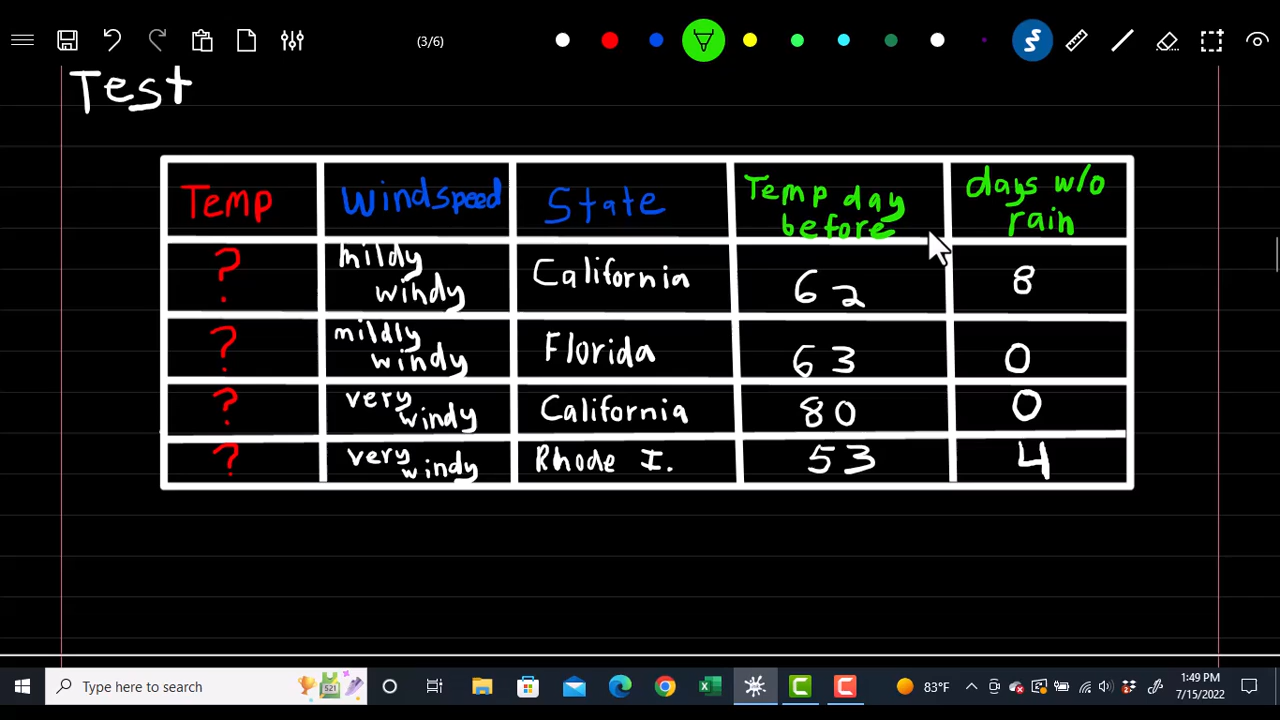 (3/6)
Test
Temp Windspeed State Temp day before days w/o rain
? mildy windy California 62 8
? mildly windy Florida 63 0
? very windy California 80 0
? very windy Rhode I. 53 4
521
Type here to search
83°F
1:49 PM
7/15/2022